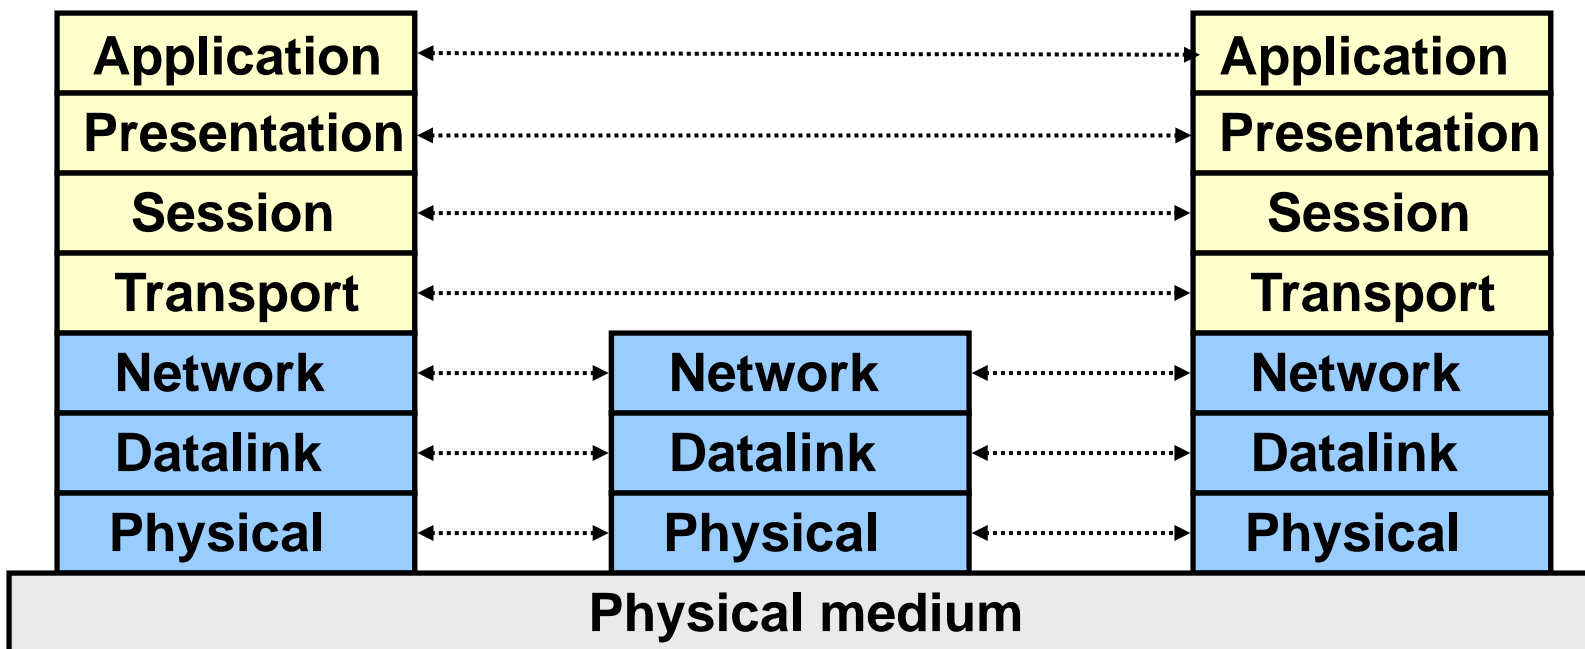 Application Application
Presentation Presentation
Session Session
Transport Transport
Network Network Network
Datalink Datalink Datalink
Physical Physical Physical
Physical medium